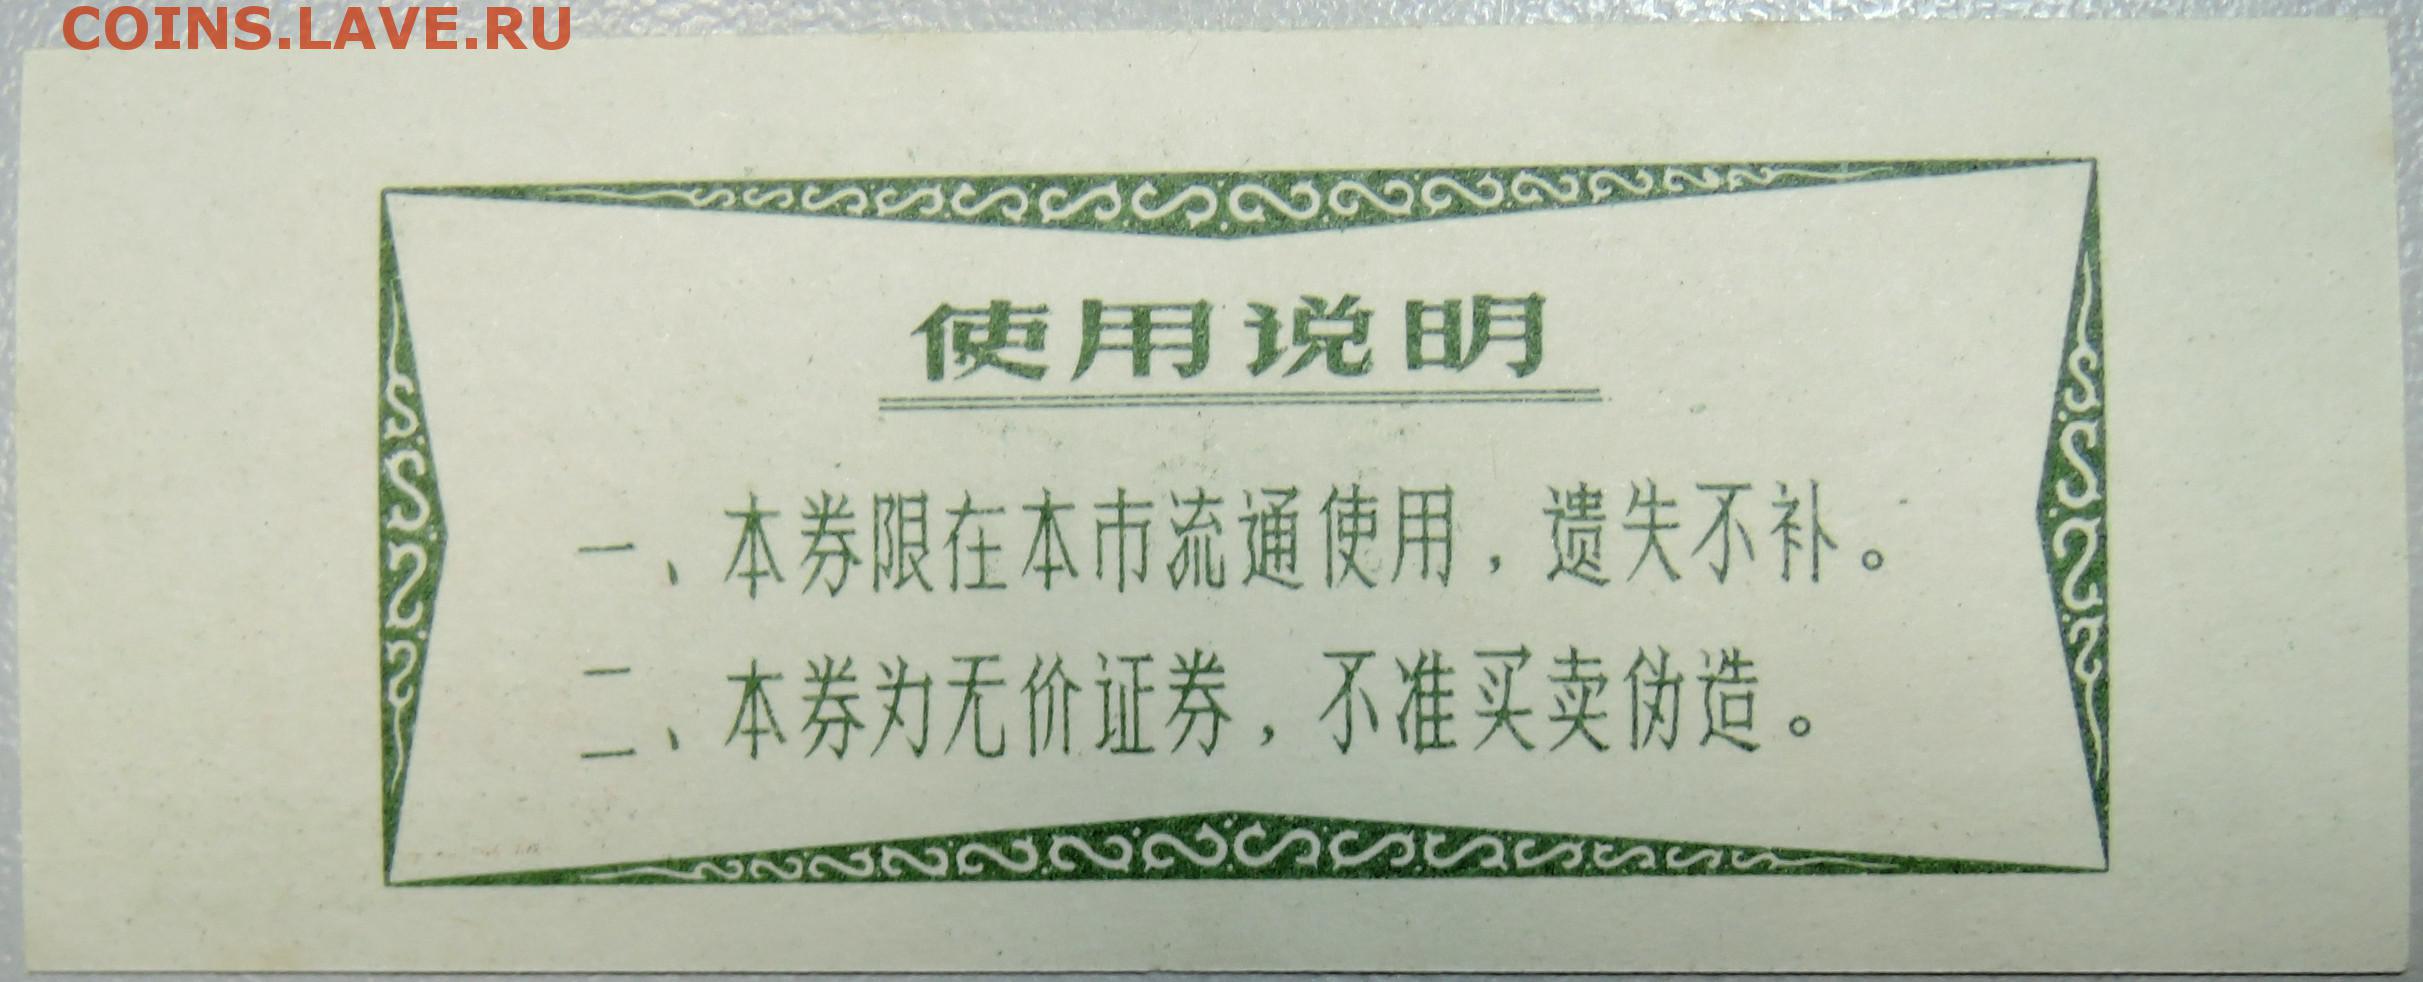 COINS.LAVE.RU
使用说明
一、本券限在本市流通使用，遗失不补。
二、本券为无价证券，不准买卖伪造。